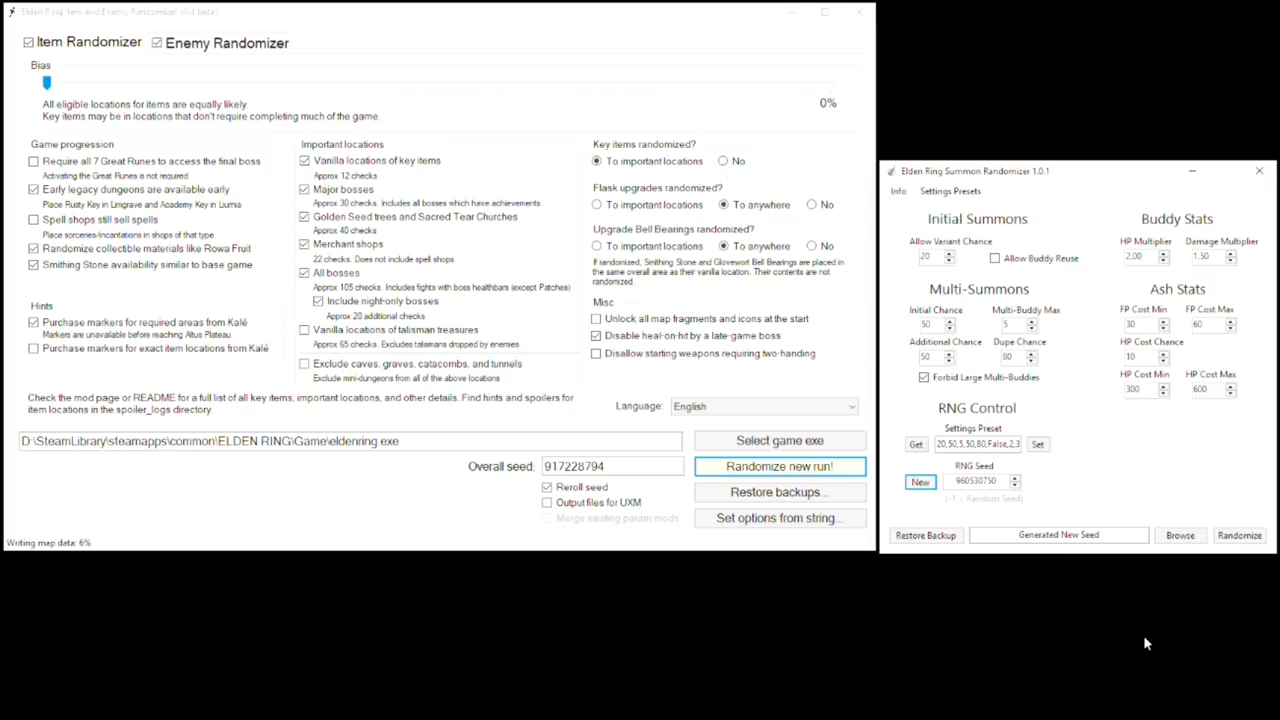 Elden Ring Item and Enemy Randomizer (v0.4 beta)
Item Randomizer
Enemy Randomizer
Bias
All eligible locations for items are equally likely.
Key items may be in locations that don't require completing much of the game.
0%
Game progression
Require all 7 Great Runes to access the final boss
Activating the Great Runes is not required
Early legacy dungeons are available early
Place Rusty Key in Limgrave and Academy Key in Liurnia
Spell shops still sell spells
Place sorceries/incantations in shops of that type
Randomize collectible materials like Rowa Fruit
Smithing Stone availability similar to base game
Hints
Purchase markers for required areas from Kalé
Markers are unavailable before reaching Altus Plateau
Purchase markers for exact item locations from Kalé
Important locations
Vanilla locations of key items
Approx 12 checks
Major bosses
Approx 30 checks. Includes all bosses which have achievements
Golden Seed trees and Sacred Tear Churches
Approx 40 checks
Merchant shops
22 checks. Does not include spell shops
All bosses
Approx 105 checks. Includes fights with boss healthbars (except Patches)
Include night-only bosses
Approx 20 additional checks
Vanilla locations of talisman treasures
Approx 65 checks. Excludes talismans dropped by enemies
Exclude caves, graves, catacombs, and tunnels
Exclude mini-dungeons from all of the above locations
Key items randomized?
To important locations No
Flask upgrades randomized?
To important locations To anywhere No
Upgrade Bell Bearings randomized?
To important locations To anywhere No
If randomized, Smithing Stone and Glovewort Bell Bearings are placed
in the same overall area as their vanilla location. Their contents are not
randomized.
Misc
Unlock all map fragments and icons at the start
Disable heal-on-hit by a late-game boss
Disallow starting weapons requiring two-handing
Check the mod page or README for a full list of all key items, important locations, and other details. Find hints and spoilers for
item locations in the spoiler_logs directory.
Language: English
D:\SteamLibrary\steamapps\common\ELDEN RING\Game\eldenring.exe
Select game exe
Overall seed: 917228794
Randomize new run!
Reroll seed
Restore backups...
Output files for UXM
Merge existing param mods
Set options from string...
Writing map data: 6%
Elden Ring Summon Randomizer 1.0.1
Info Settings Presets
Initial Summons
Allow Variant Chance
20
Allow Buddy Reuse
Multi-Summons
Initial Chance Multi-Buddy Max
50 5
Additional Chance Dupe Chance
50 80
Forbid Large Multi-Buddies
RNG Control
Settings Preset
Get 20,50,5,50,80,False,2,3 Set
RNG Seed
New 960530750
(-1 = Random Seed)
Buddy Stats
HP Multiplier Damage Multiplier
2.00 1.50
Ash Stats
FP Cost Min FP Cost Max
30 60
HP Cost Chance
10
HP Cost Min HP Cost Max
300 600
Restore Backup Generated New Seed Browse Randomize